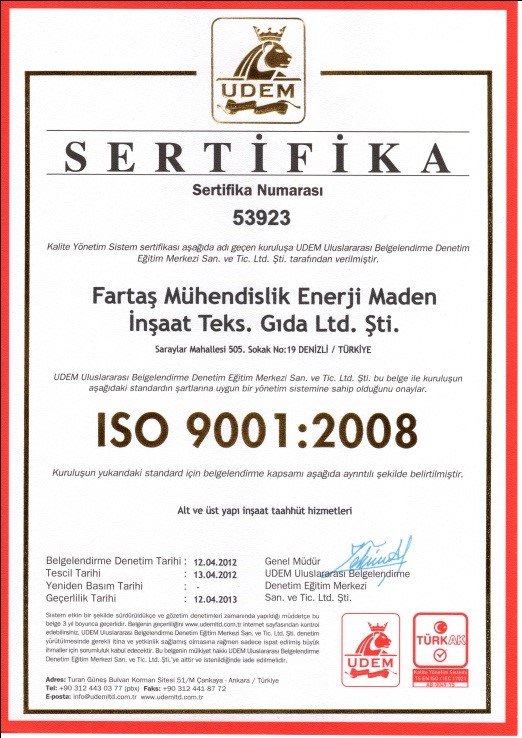 UDEM
SERTİFİKA
Sertifika Numarası
53923
Kalite Yönetim Sistem sertifikası aşağıda adı geçen kuruluşa UDEM Uluslararası Belgelendirme Denetim
Eğitim Merkezi San. ve Tic. Ltd. Şti. tarafından verilmiştir.
Fartaş Mühendislik Enerji Maden
İnşaat Teks. Gıda Ltd. Şti.
Saraylar Mahallesi 505. Sokak No:19 DENİZLİ / TÜRKİYE
UDEM Uluslararası Belgelendirme Denetim Eğitim Merkezi San. ve Tic. Ltd. Şti. bu belge ile kuruluşun
aşağıdaki standardın şartlarına uygun bir yönetim sistemine sahip olduğunu onaylar.
ISO 9001:2008
Kuruluşun yukarıdaki standard için belgelendirme kapsamı aşağıda ayrıntılı şekilde belirtilmiştir.
Alt ve üst yapı inşaat taahhüt hizmetleri
Belgelendirme Denetim Tarihi : 12.04.2012
Tescil Tarihi : 13.04.2012
Yeniden Basım Tarihi : -
Geçerlilik Tarihi : 12.04.2013
Genel Müdür
UDEM Uluslararası Belgelendirme
Denetim Eğitim Merkezi
San. ve Tic. Ltd. Şti.
Sistem etkin bir şekilde sürdürüldükçe ve gözetim denetimleri zamanında yapıldığı müddetçe bu
belge 3 yıl boyunca geçerlidir. Belgenin geçerliliğini www.udemltd.com.tr internet sayfasından kontrol
edebilirsiniz. UDEM Uluslararası Belgelendirme Denetim Eğitim Merkezi San. ve Tic. Ltd. Şti. denetim
yürütülmesinde gerekli titina ve yetkinlik sağlamış olmasına rağmen sadece ispat edilmiş büyük
ihmaller için sorumluluk kabul edecektir. Bu belgenin mülkiyet hakkı UDEM Uluslararası Belgelendirme
Denetim Eğitim Merkezi San. ve Tic. Ltd. Şti.'ye aittir ve istenildiğinde iade edilmelidir.
Adres: Turan Güneş Bulvarı Korman Sitesi 51/M Çankaya - Ankara / Türkiye
Tel: +90 312 443 03 77 (pbx) Faks: +90 312 441 87 72
E-posta: info@udemltd.com.tr www.udemltd.com.tr
UDEM
TÜRKAK